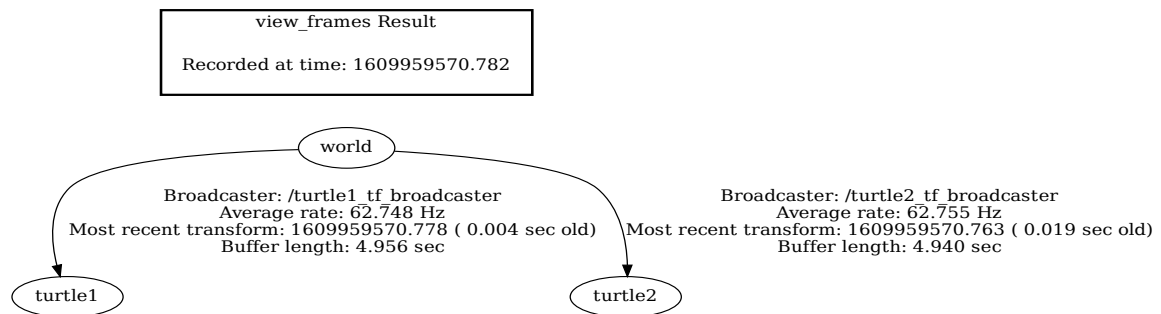 view_frames Result
Recorded at time: 1609959570.782
world
Broadcaster: /turtle1_tf_broadcaster
Average rate: 62.748 Hz
Most recent transform: 1609959570.778 ( 0.004 sec old)
Buffer length: 4.956 sec
Broadcaster: /turtle2_tf_broadcaster
Average rate: 62.755 Hz
Most recent transform: 1609959570.763 ( 0.019 sec old)
Buffer length: 4.940 sec
turtle1
turtle2